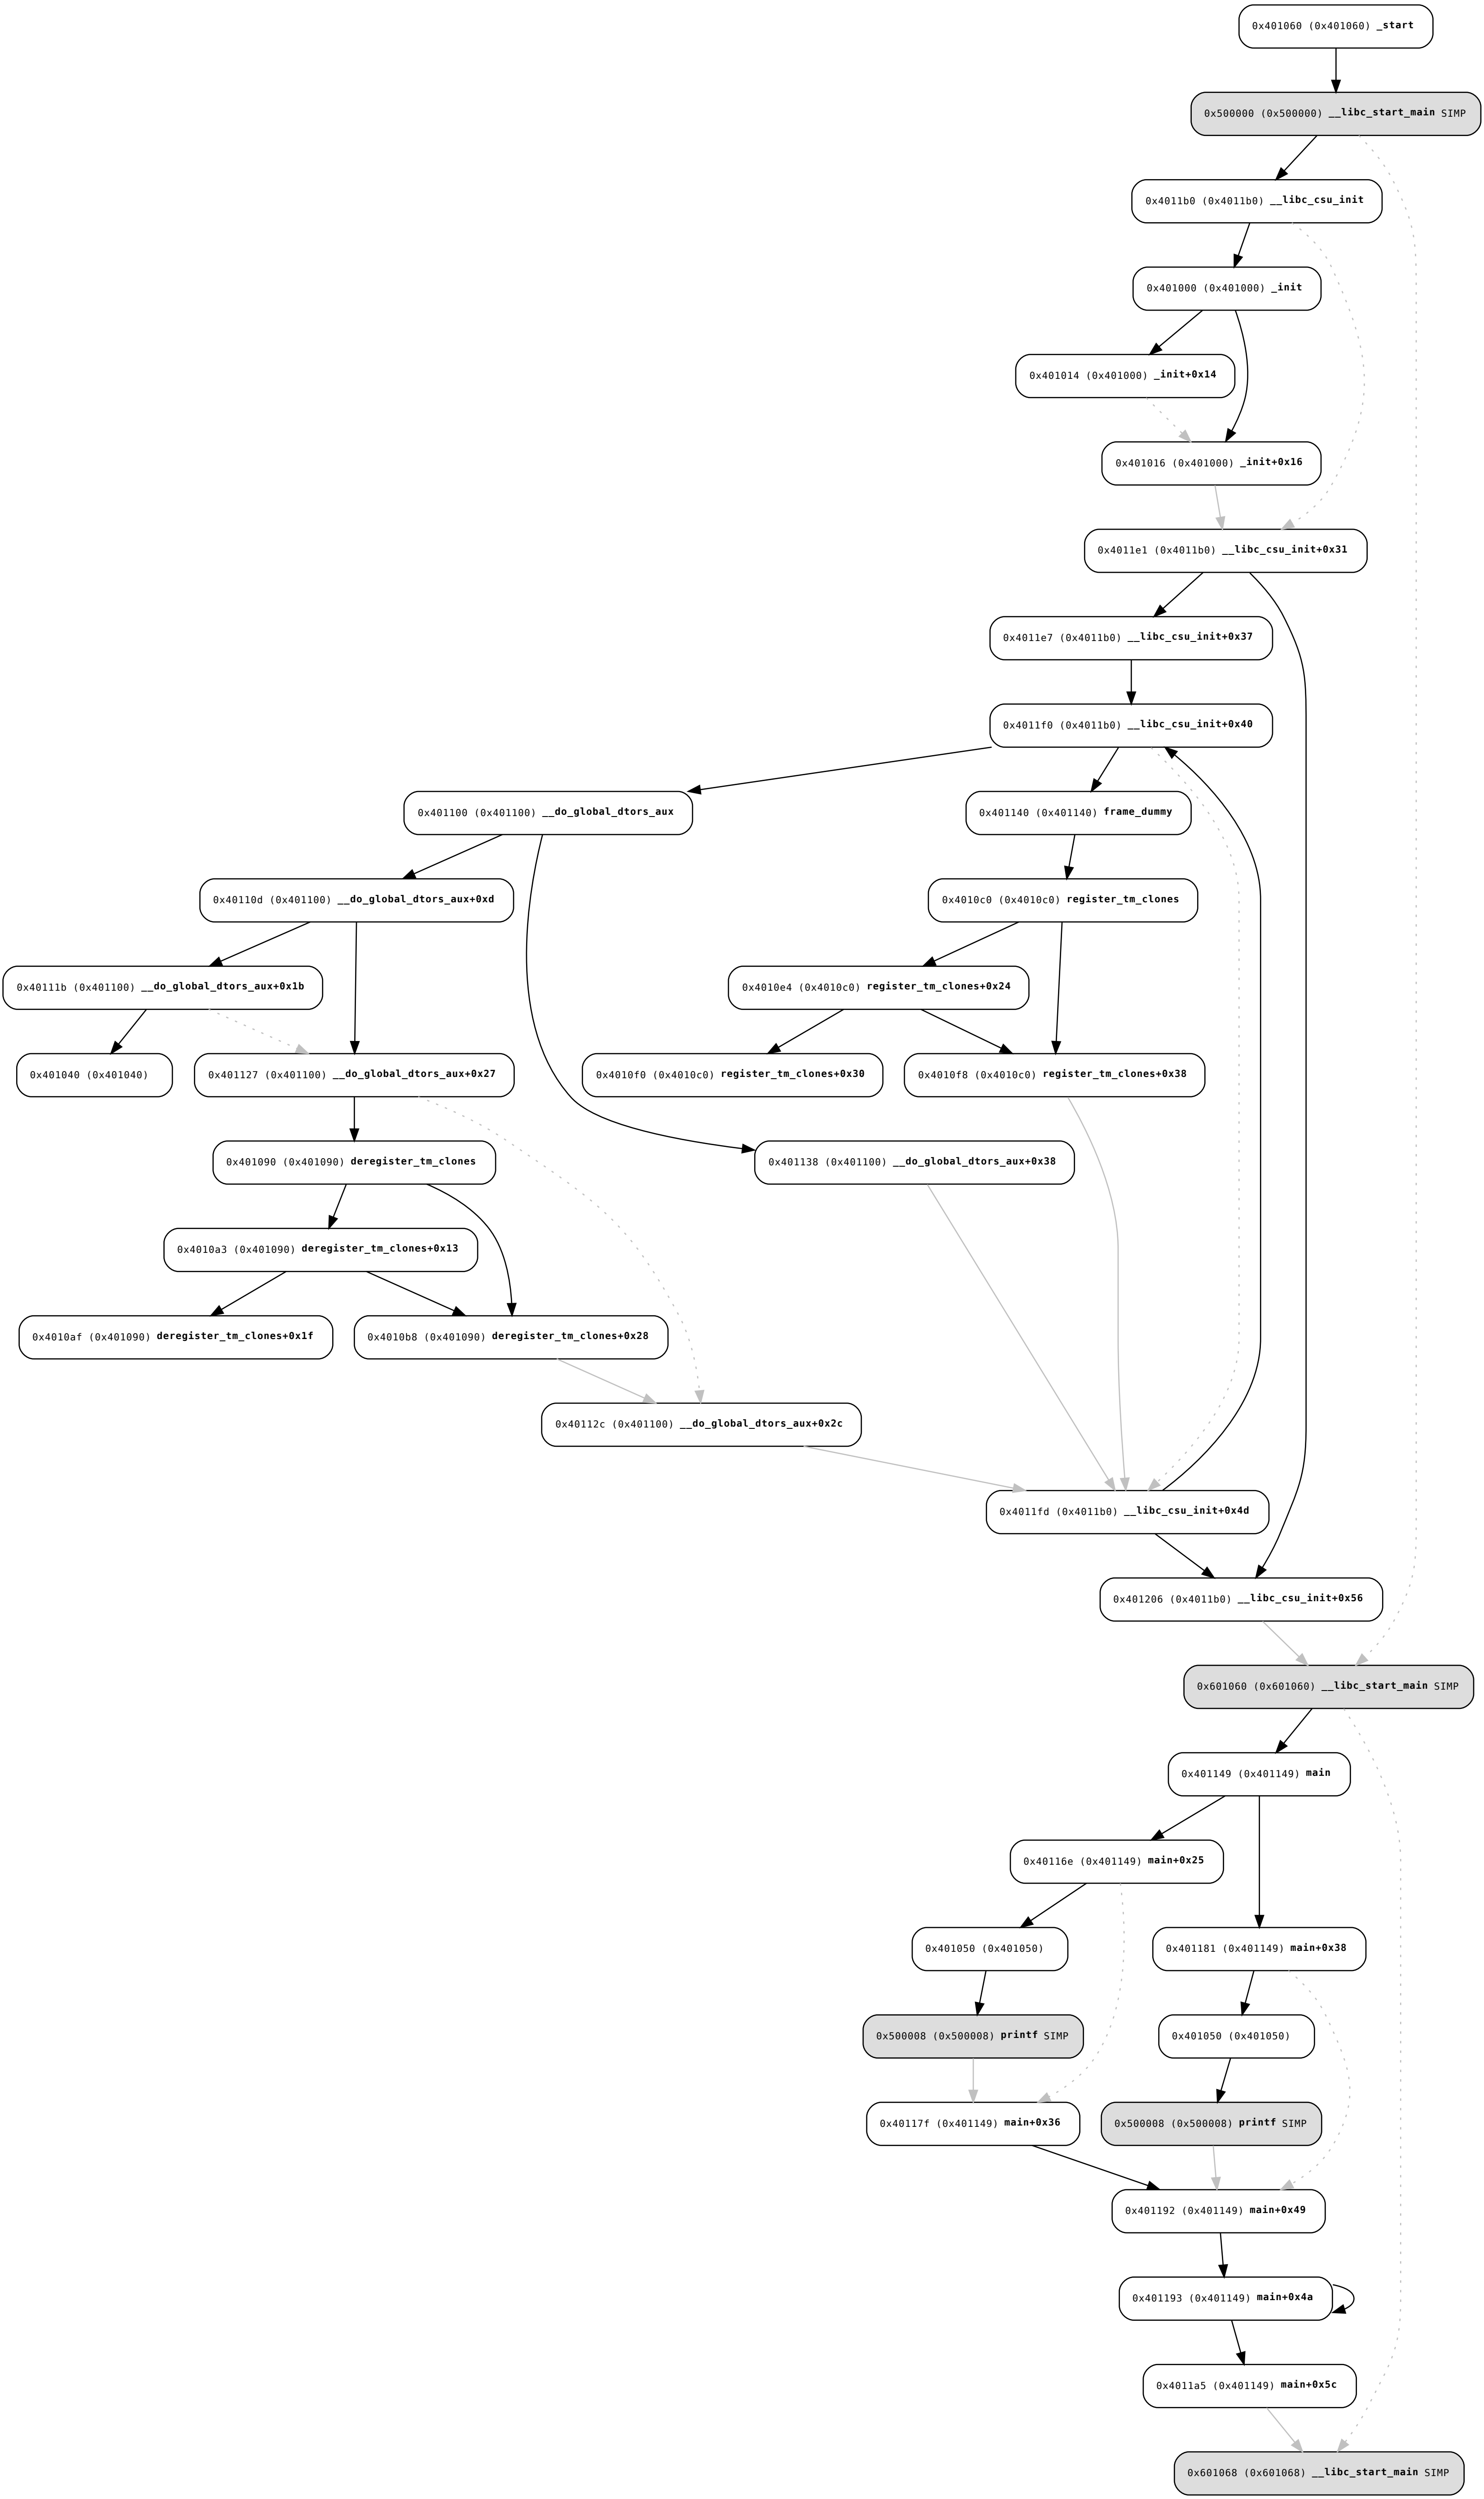 0x401060 (0x401060) _start
0x500000 (0x500000) __libc_start_main SIMP
0x4011b0 (0x4011b0) __libc_csu_init
0x401000 (0x401000) _init
0x401014 (0x401000) _init+0x14
0x401016 (0x401000) _init+0x16
0x4011e1 (0x4011b0) __libc_csu_init+0x31
0x4011e7 (0x4011b0) __libc_csu_init+0x37
0x4011f0 (0x4011b0) __libc_csu_init+0x40
0x401100 (0x401100) __do_global_dtors_aux
0x401140 (0x401140) frame_dummy
0x40110d (0x401100) __do_global_dtors_aux+0xd
0x4010c0 (0x4010c0) register_tm_clones
0x40111b (0x401100) __do_global_dtors_aux+0x1b
0x4010e4 (0x4010c0) register_tm_clones+0x24
0x401040 (0x401040)
0x401127 (0x401100) __do_global_dtors_aux+0x27
0x4010f0 (0x4010c0) register_tm_clones+0x30
0x4010f8 (0x4010c0) register_tm_clones+0x38
0x401090 (0x401090) deregister_tm_clones
0x401138 (0x401100) __do_global_dtors_aux+0x38
0x4010a3 (0x401090) deregister_tm_clones+0x13
0x4010af (0x401090) deregister_tm_clones+0x1f
0x4010b8 (0x401090) deregister_tm_clones+0x28
0x40112c (0x401100) __do_global_dtors_aux+0x2c
0x4011fd (0x4011b0) __libc_csu_init+0x4d
0x401206 (0x4011b0) __libc_csu_init+0x56
0x601060 (0x601060) __libc_start_main SIMP
0x401149 (0x401149) main
0x40116e (0x401149) main+0x25
0x401050 (0x401050)
0x401181 (0x401149) main+0x38
0x500008 (0x500008) printf SIMP
0x401050 (0x401050)
0x40117f (0x401149) main+0x36
0x500008 (0x500008) printf SIMP
0x401192 (0x401149) main+0x49
0x401193 (0x401149) main+0x4a
0x4011a5 (0x401149) main+0x5c
0x601068 (0x601068) __libc_start_main SIMP